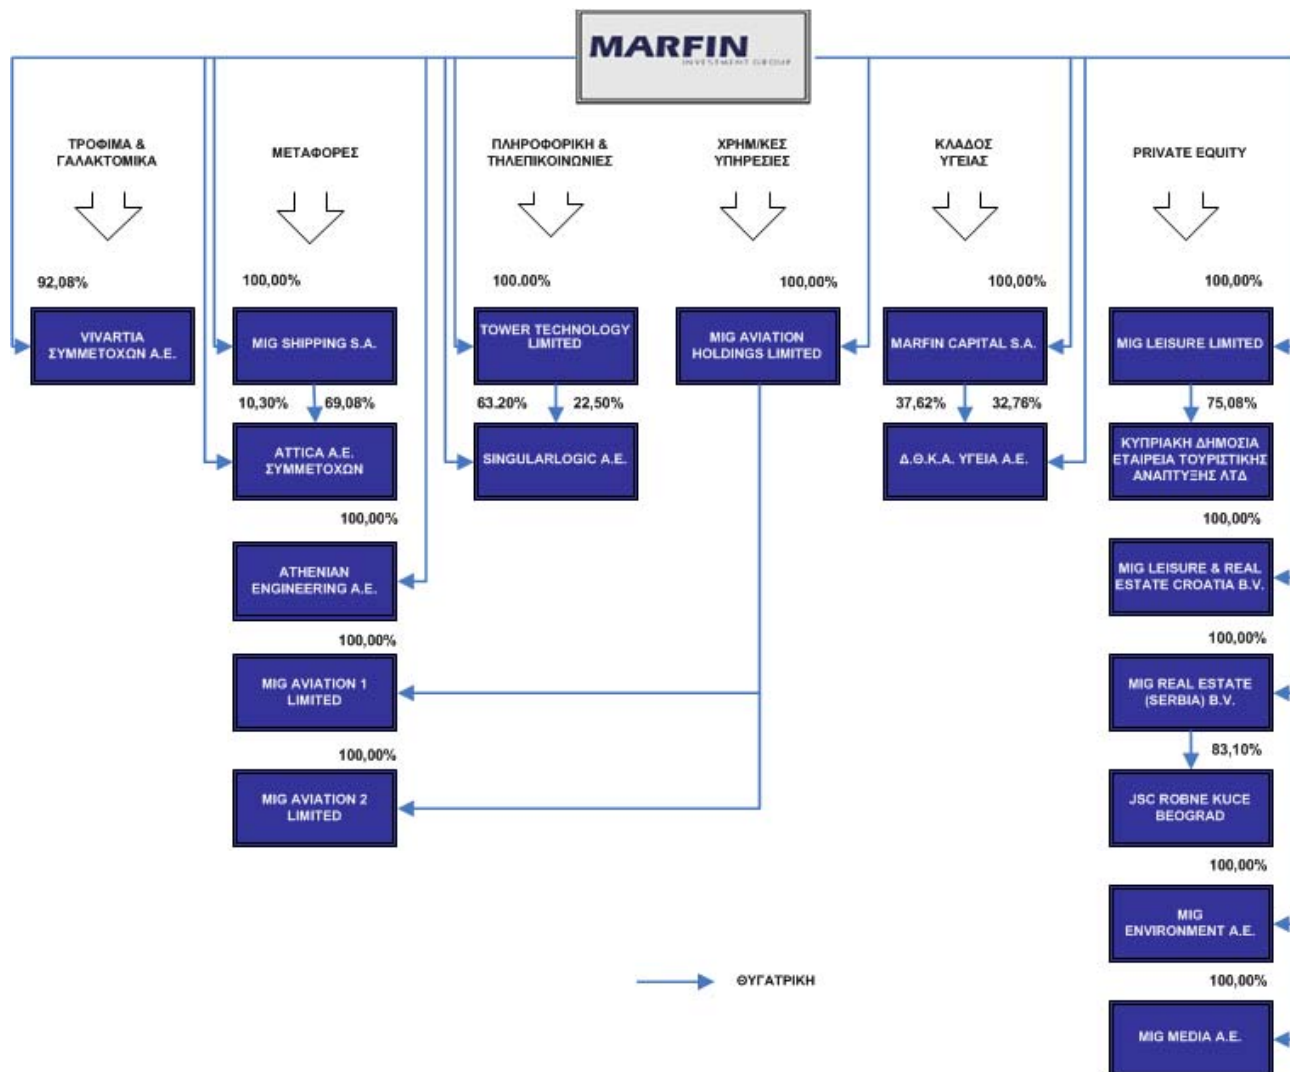 MARFIN
INVESTMENT GROUP
ΤΡΟΦΙΜΑ &
ΓΑΛΑΚΤΟΜΙΚΑ
ΜΕΤΑΦΟΡΕΣ
ΠΛΗΡΟΦΟΡΙΚΗ &
ΤΗΛΕΠΙΚΟΙΝΩΝΙΕΣ
ΧΡΗΜ/ΚΕΣ
ΥΠΗΡΕΣΙΕΣ
ΚΛΑΔΟΣ
ΥΓΕΙΑΣ
PRIVATE EQUITY
92,08%
100,00%
100.00%
100,00%
100,00%
100,00%
VIVARTIA
ΣΥΜΜΕΤΟΧΩΝ Α.Ε.
MIG SHIPPING S.A.
TOWER TECHNOLOGY
LIMITED
MIG AVIATION
HOLDINGS LIMITED
MARFIN CAPITAL S.A.
MIG LEISURE LIMITED
10,30%
69,08%
63.20%
22,50%
37,62%
32,76%
75,08%
ATTICA A.E.
ΣΥΜΜΕΤΟΧΩΝ
SINGULARLOGIC A.E.
Δ.Θ.Κ.Α. ΥΓΕΙΑ Α.Ε.
ΚΥΠΡΙΑΚΗ ΔΗΜΟΣΙΑ
ΕΤΑΙΡΕΙΑ ΤΟΥΡΙΣΤΙΚΗΣ
ΑΝΑΠΤΥΞΗΣ ΛΤΔ
100,00%
100,00%
ATHENIAN
ENGINEERING A.E.
MIG LEISURE & REAL
ESTATE CROATIA B.V.
100,00%
100,00%
MIG AVIATION 1
LIMITED
MIG REAL ESTATE
(SERBIA) B.V.
100,00%
83,10%
MIG AVIATION 2
LIMITED
JSC ROBNE KUCE
BEOGRAD
100,00%
MIG
ENVIRONMENT A.E.
100,00%
ΘΥΓΑΤΡΙΚΗ
MIG MEDIA A.E.